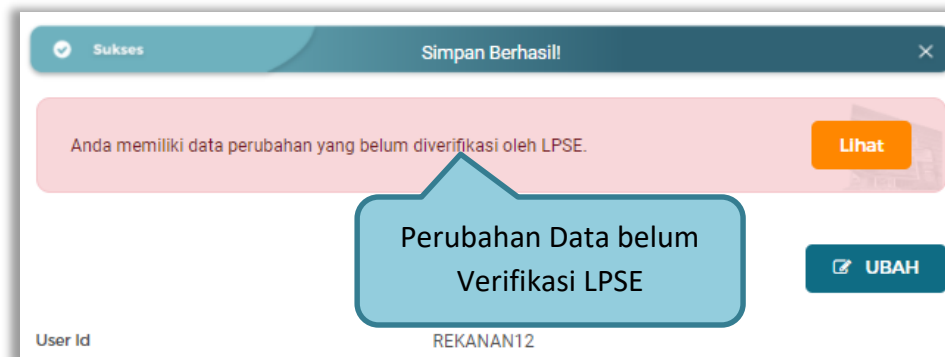 Sukses Simpan Berhasil!
Anda memiliki data perubahan yang belum diverifikasi oleh LPSE. Lihat
Perubahan Data belum
Verifikasi LPSE
UBAH
User Id REKANAN12